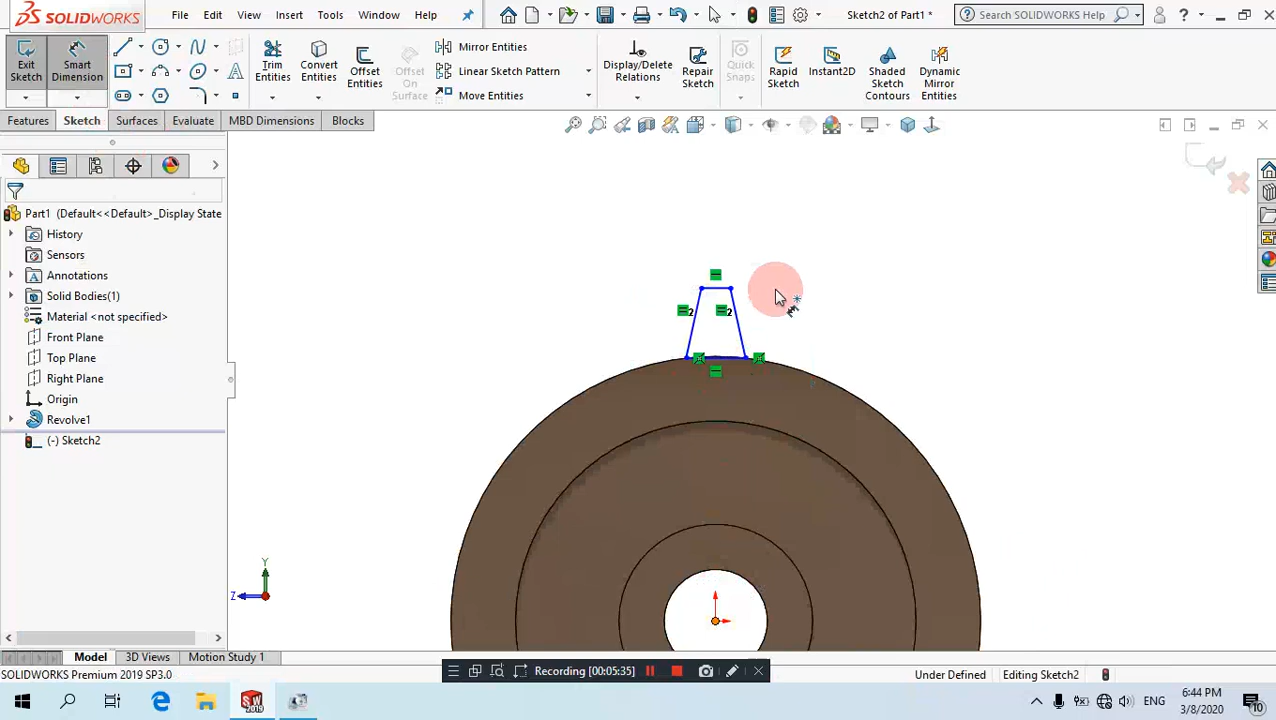 SOLIDWORKS
File
Edit
View
Insert
Tools
Window
Help
Sketch2 of Part1 *
Search SOLIDWORKS Help
Exit Sketch
Smart Dimension
Trim Entities
Convert Entities
Offset Entities
Offset On Surface
Mirror Entities
Linear Sketch Pattern
Move Entities
Display/Delete Relations
Repair Sketch
Quick Snaps
Rapid Sketch
Instant2D
Shaded Sketch Contours
Dynamic Mirror Entities
Features
Sketch
Surfaces
Evaluate
MBD Dimensions
Blocks
Part1 (Default<<Default>_Display State
History
Sensors
Annotations
Solid Bodies(1)
Material <not specified>
Front Plane
Top Plane
Right Plane
Origin
Revolve1
(-) Sketch2
2
2
Y
Z
Model
3D Views
Motion Study 1
Recording [00:05:35]
SOLIDWORKS Premium 2019 SP3.0
Under Defined
Editing Sketch2
SW
2019
ENG
6:44 PM
3/8/2020
10